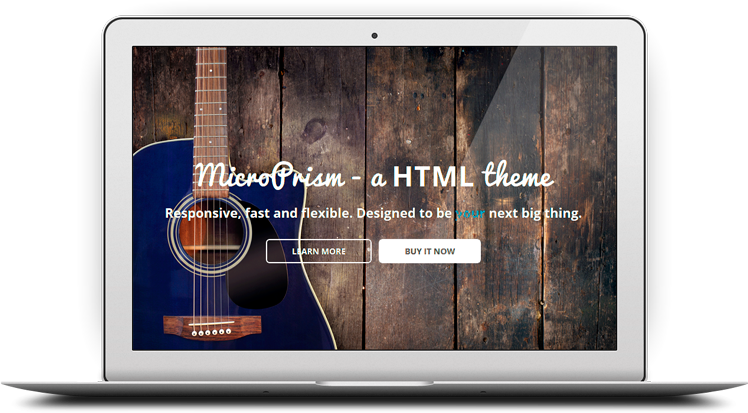 MicroPrism - a HTML theme
Responsive, fast and flexible. Designed to be your next big thing.
LEARN MORE
BUY IT NOW